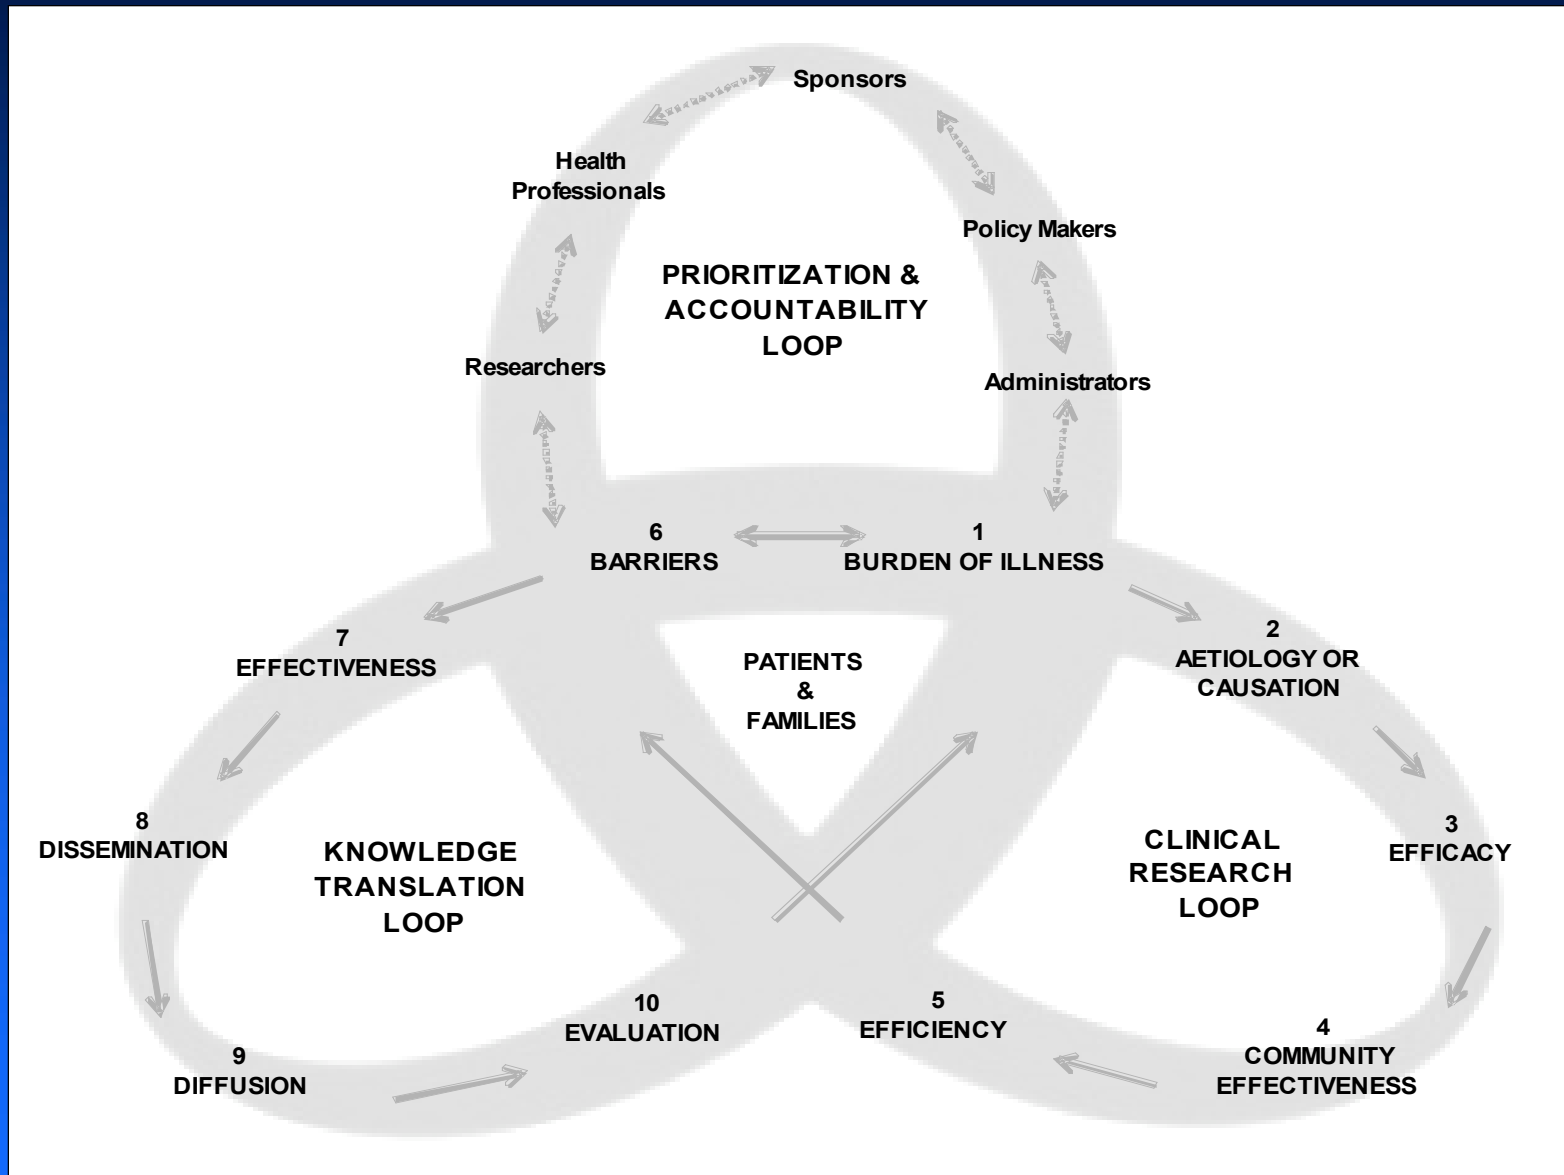 Sponsors
Health
Professionals
Policy Makers
PRIORITIZATION &
ACCOUNTABILITY
LOOP
Researchers
Administrators
6
BARRIERS
1
BURDEN OF ILLNESS
7
EFFECTIVENESS
PATIENTS
&
FAMILIES
2
AETIOLOGY OR
CAUSATION
8
DISSEMINATION
KNOWLEDGE
TRANSLATION
LOOP
CLINICAL
RESEARCH
LOOP
3
EFFICACY
10
EVALUATION
5
EFFICIENCY
9
DIFFUSION
4
COMMUNITY
EFFECTIVENESS